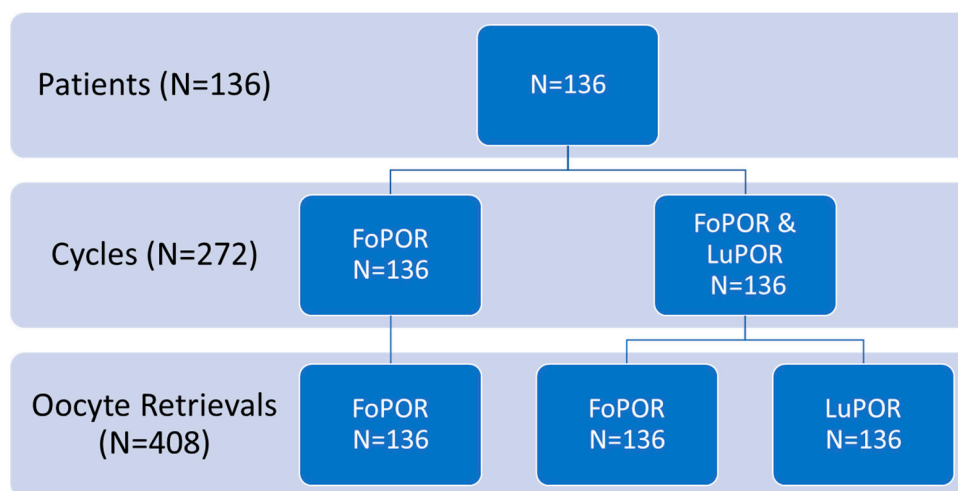 Patients (N=136)
N=136
Cycles (N=272)
FoPOR
N=136
FoPOR &
LuPOR
N=136
Oocyte Retrievals
(N=408)
FoPOR
N=136
FoPOR
N=136
LuPOR
N=136